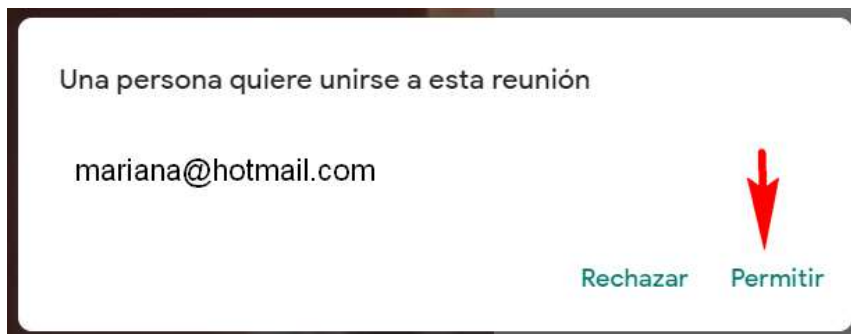 Una persona quiere unirse a esta reunión
mariana@hotmail.com
Rechazar Permitir